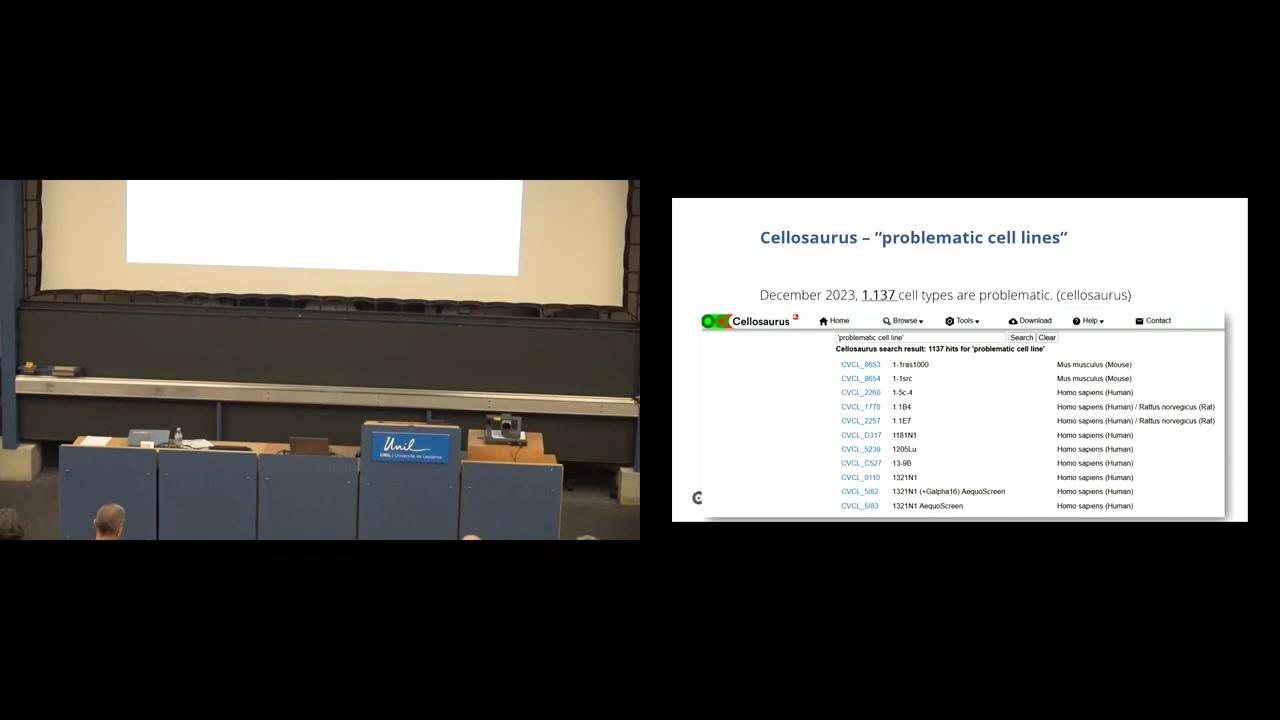 Unil
UNIL | Université de Lausanne
Cellosaurus – “problematic cell lines”
December 2023, 1.137 cell types are problematic. (cellosaurus)
Cellosaurus Home Browse Tools Download Help Contact
'problematic cell line' Search Clear
Cellosaurus search result: 1137 hits for 'problematic cell line'
CVCL_8653 1-1ras1000 Mus musculus (Mouse)
CVCL_8654 1-1src Mus musculus (Mouse)
CVCL_2260 1-5c-4 Homo sapiens (Human)
CVCL_1778 1 1B4 Homo sapiens (Human) / Rattus norvegicus (Rat)
CVCL_2257 1 1E7 Homo sapiens (Human) / Rattus norvegicus (Rat)
CVCL_D317 1181N1 Homo sapiens (Human)
CVCL_5239 1205Lu Homo sapiens (Human)
CVCL_C527 13-9B Homo sapiens (Human)
CVCL_0110 1321N1 Homo sapiens (Human)
CVCL_5I82 1321N1 (+Galpha16) AequoScreen Homo sapiens (Human)
CVCL_5I83 1321N1 AequoScreen Homo sapiens (Human)